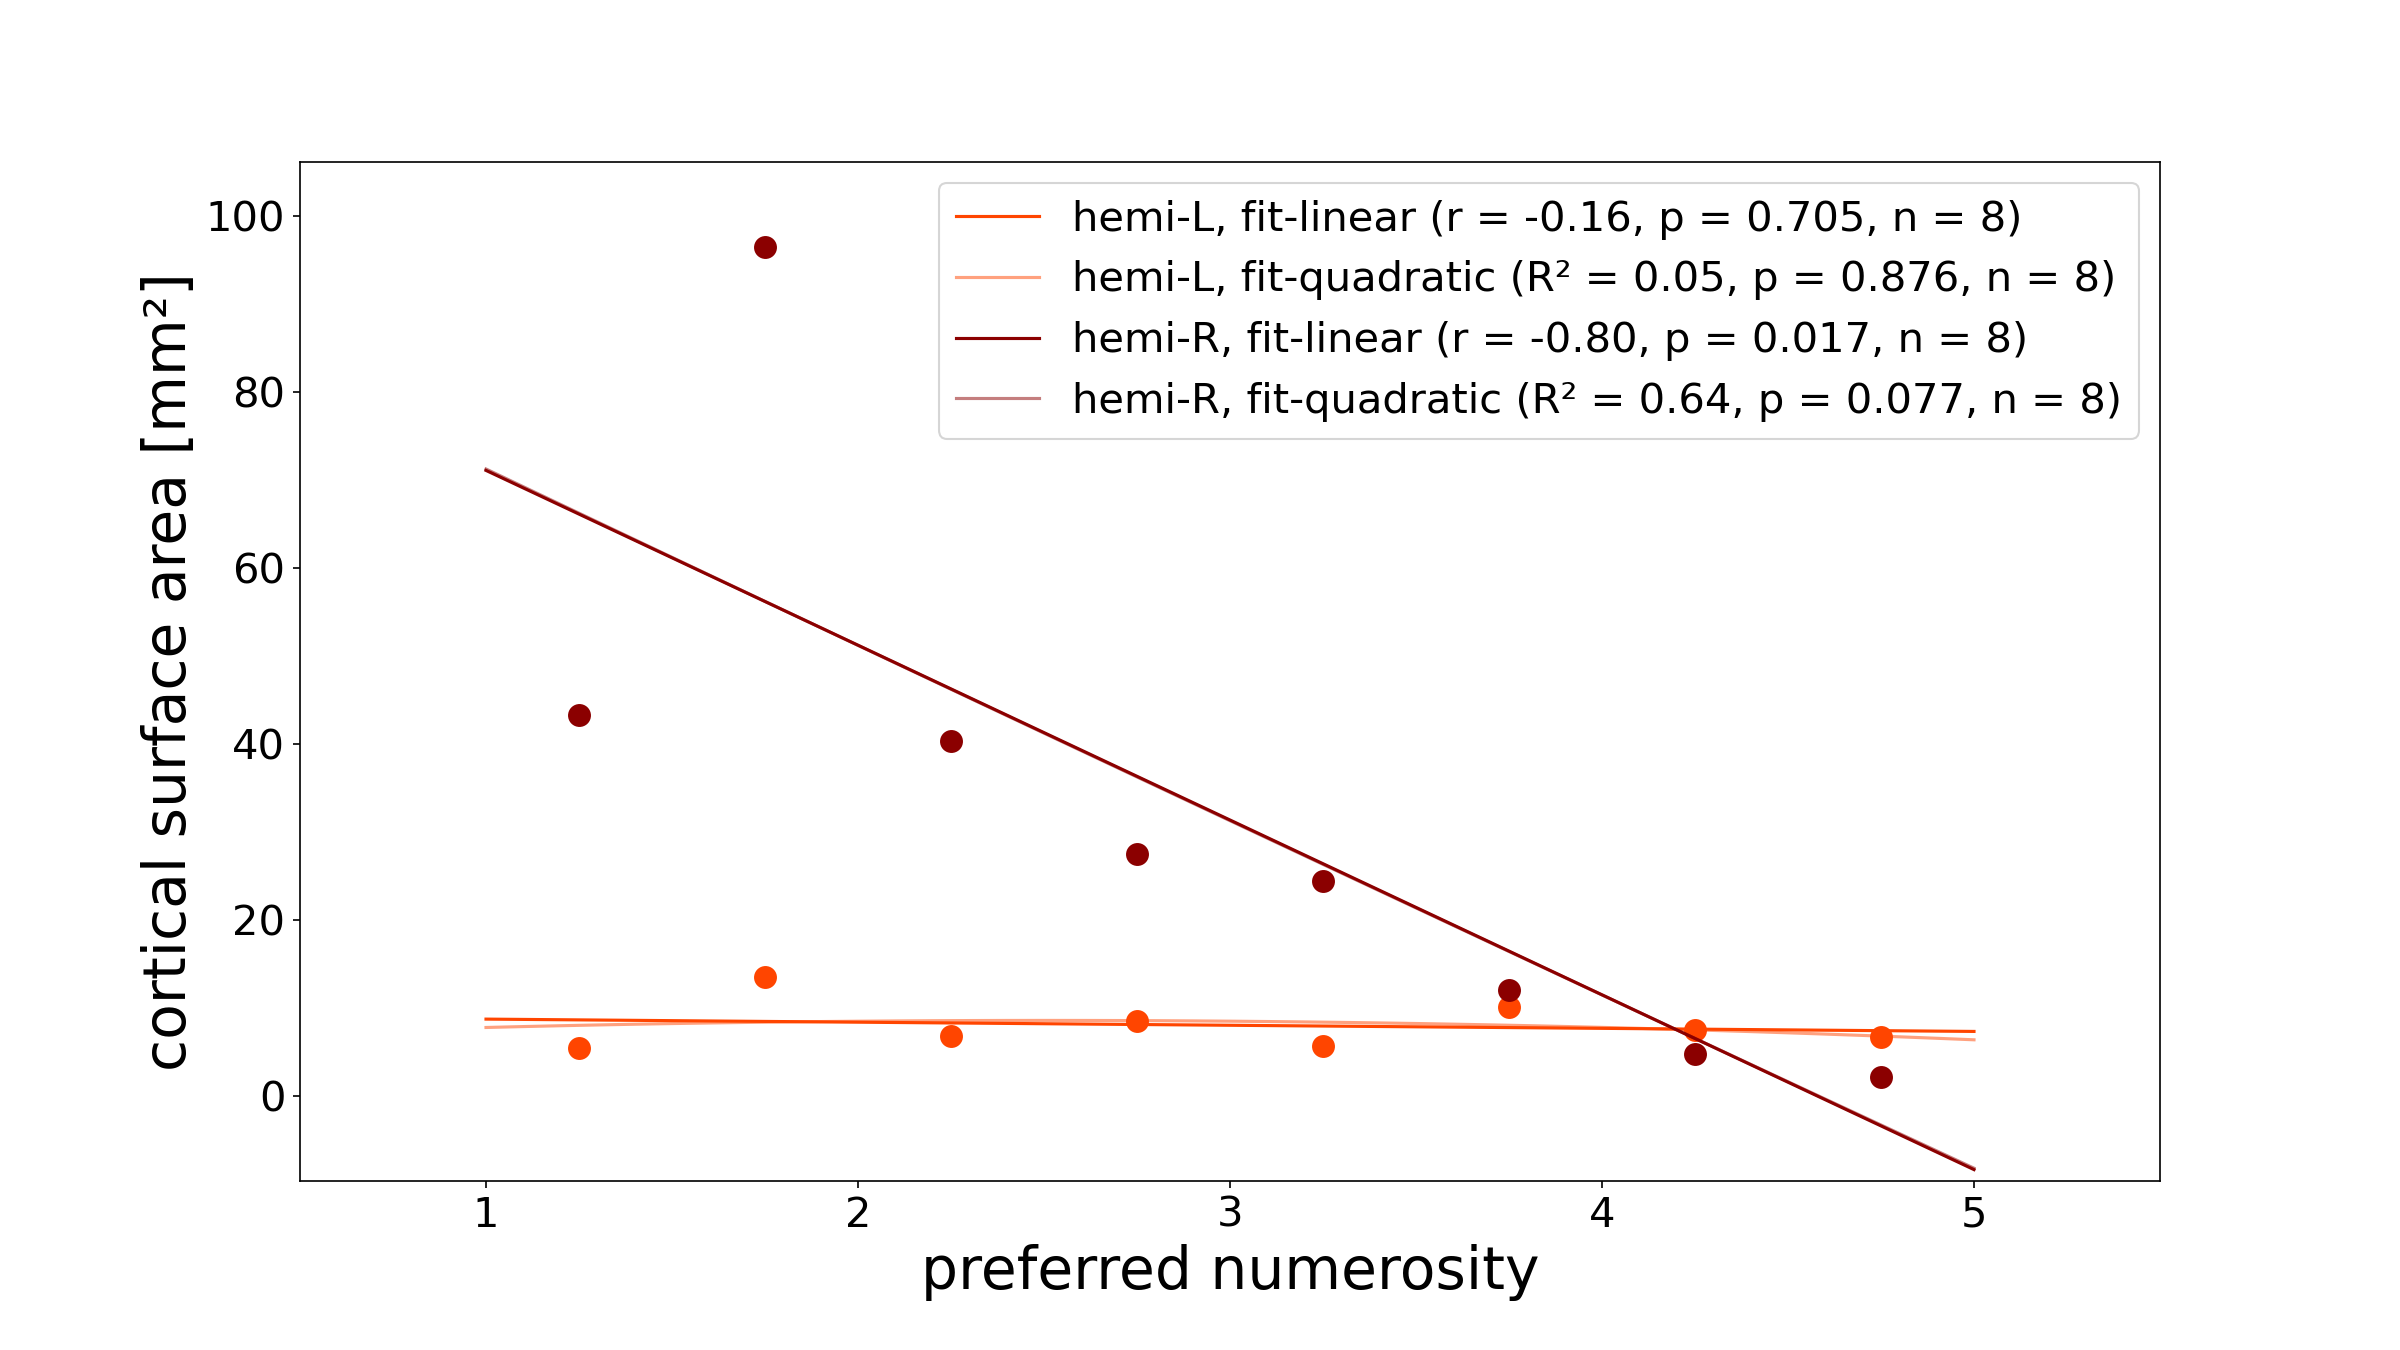 hemi-L, fit-linear (r = -0.16, p = 0.705, n = 8)
hemi-L, fit-quadratic (R² = 0.05, p = 0.876, n = 8)
hemi-R, fit-linear (r = -0.80, p = 0.017, n = 8)
hemi-R, fit-quadratic (R² = 0.64, p = 0.077, n = 8)
cortical surface area [mm²]
100
80
60
40
20
0
1 2 3 4 5
preferred numerosity